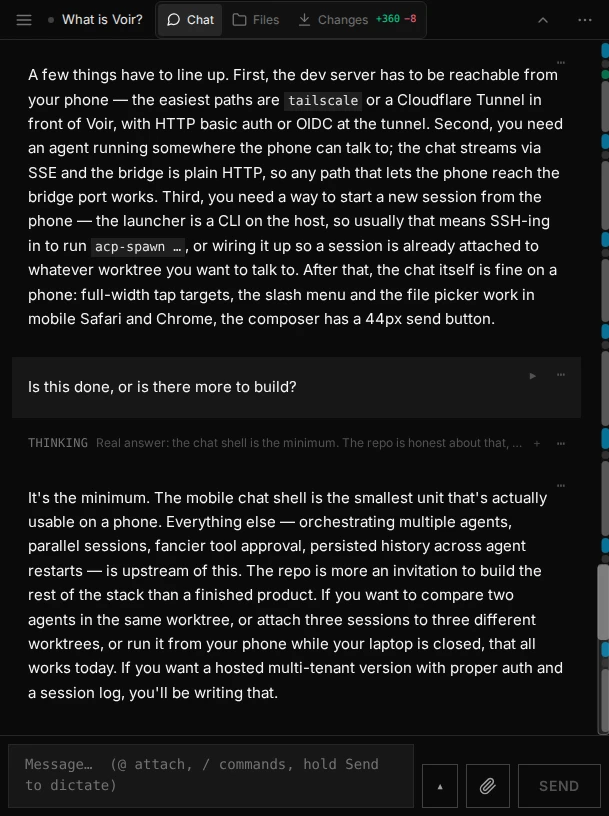 What is Voir?
Chat
Files
Changes +360 −8
A few things have to line up. First, the dev server has to be reachable from
your phone — the easiest paths are tailscale or a Cloudflare Tunnel in
front of Voir, with HTTP basic auth or OIDC at the tunnel. Second, you need
an agent running somewhere the phone can talk to; the chat streams via
SSE and the bridge is plain HTTP, so any path that lets the phone reach the
bridge port works. Third, you need a way to start a new session from the
phone — the launcher is a CLI on the host, so usually that means SSH-ing
in to run acp-spawn …, or wiring it up so a session is already attached to
whatever worktree you want to talk to. After that, the chat itself is fine on a
phone: full-width tap targets, the slash menu and the file picker work in
mobile Safari and Chrome, the composer has a 44px send button.
Is this done, or is there more to build?
THINKING Real answer: the chat shell is the minimum. The repo is honest about that, ... +
It's the minimum. The mobile chat shell is the smallest unit that's actually
usable on a phone. Everything else — orchestrating multiple agents,
parallel sessions, fancier tool approval, persisted history across agent
restarts — is upstream of this. The repo is more an invitation to build the
rest of the stack than a finished product. If you want to compare two
agents in the same worktree, or attach three sessions to three different
worktrees, or run it from your phone while your laptop is closed, that all
works today. If you want a hosted multi-tenant version with proper auth and
a session log, you'll be writing that.
Message… (@ attach, / commands, hold Send
to dictate)
SEND